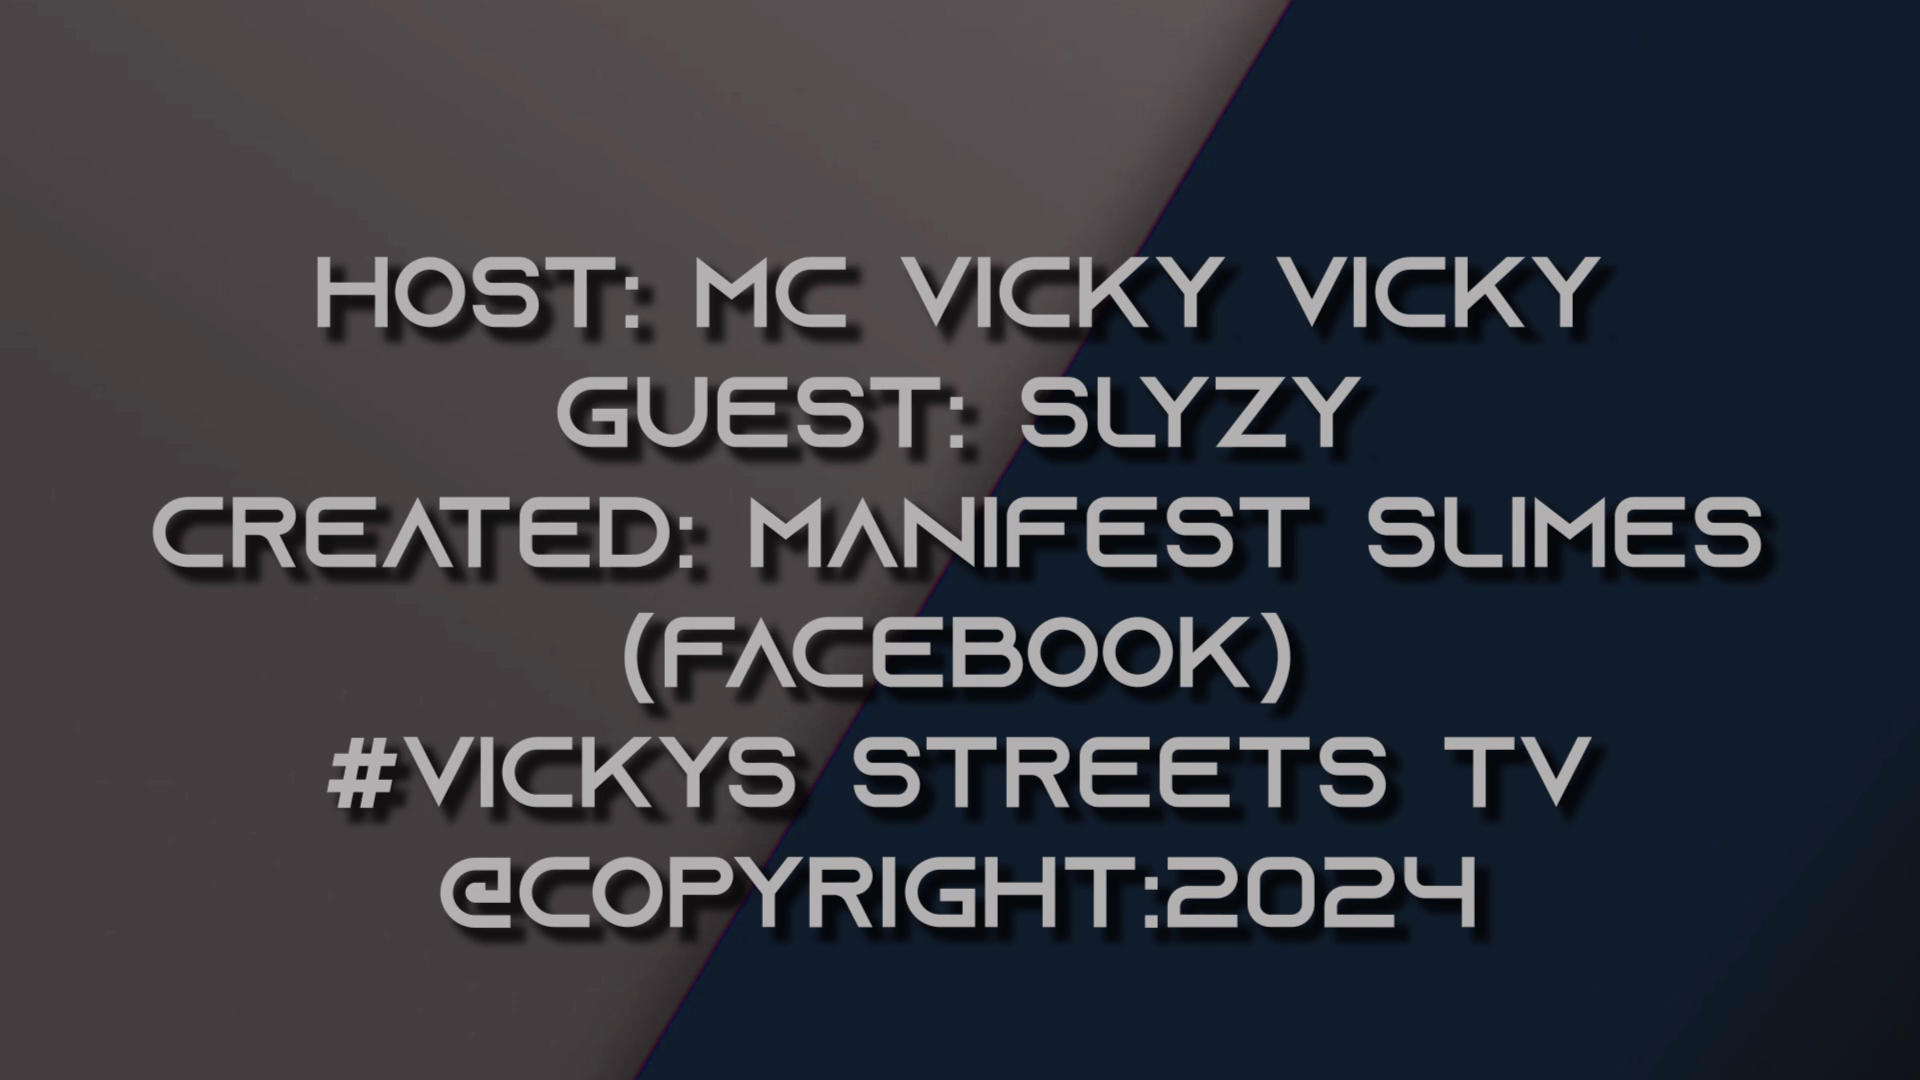 HOST: MC VICKY VICKY
GUEST: SLYZY
CREATED: MANIFEST SLIMES
(FACEBOOK)
#VICKYS STREETS TV
@COPYRIGHT:2024